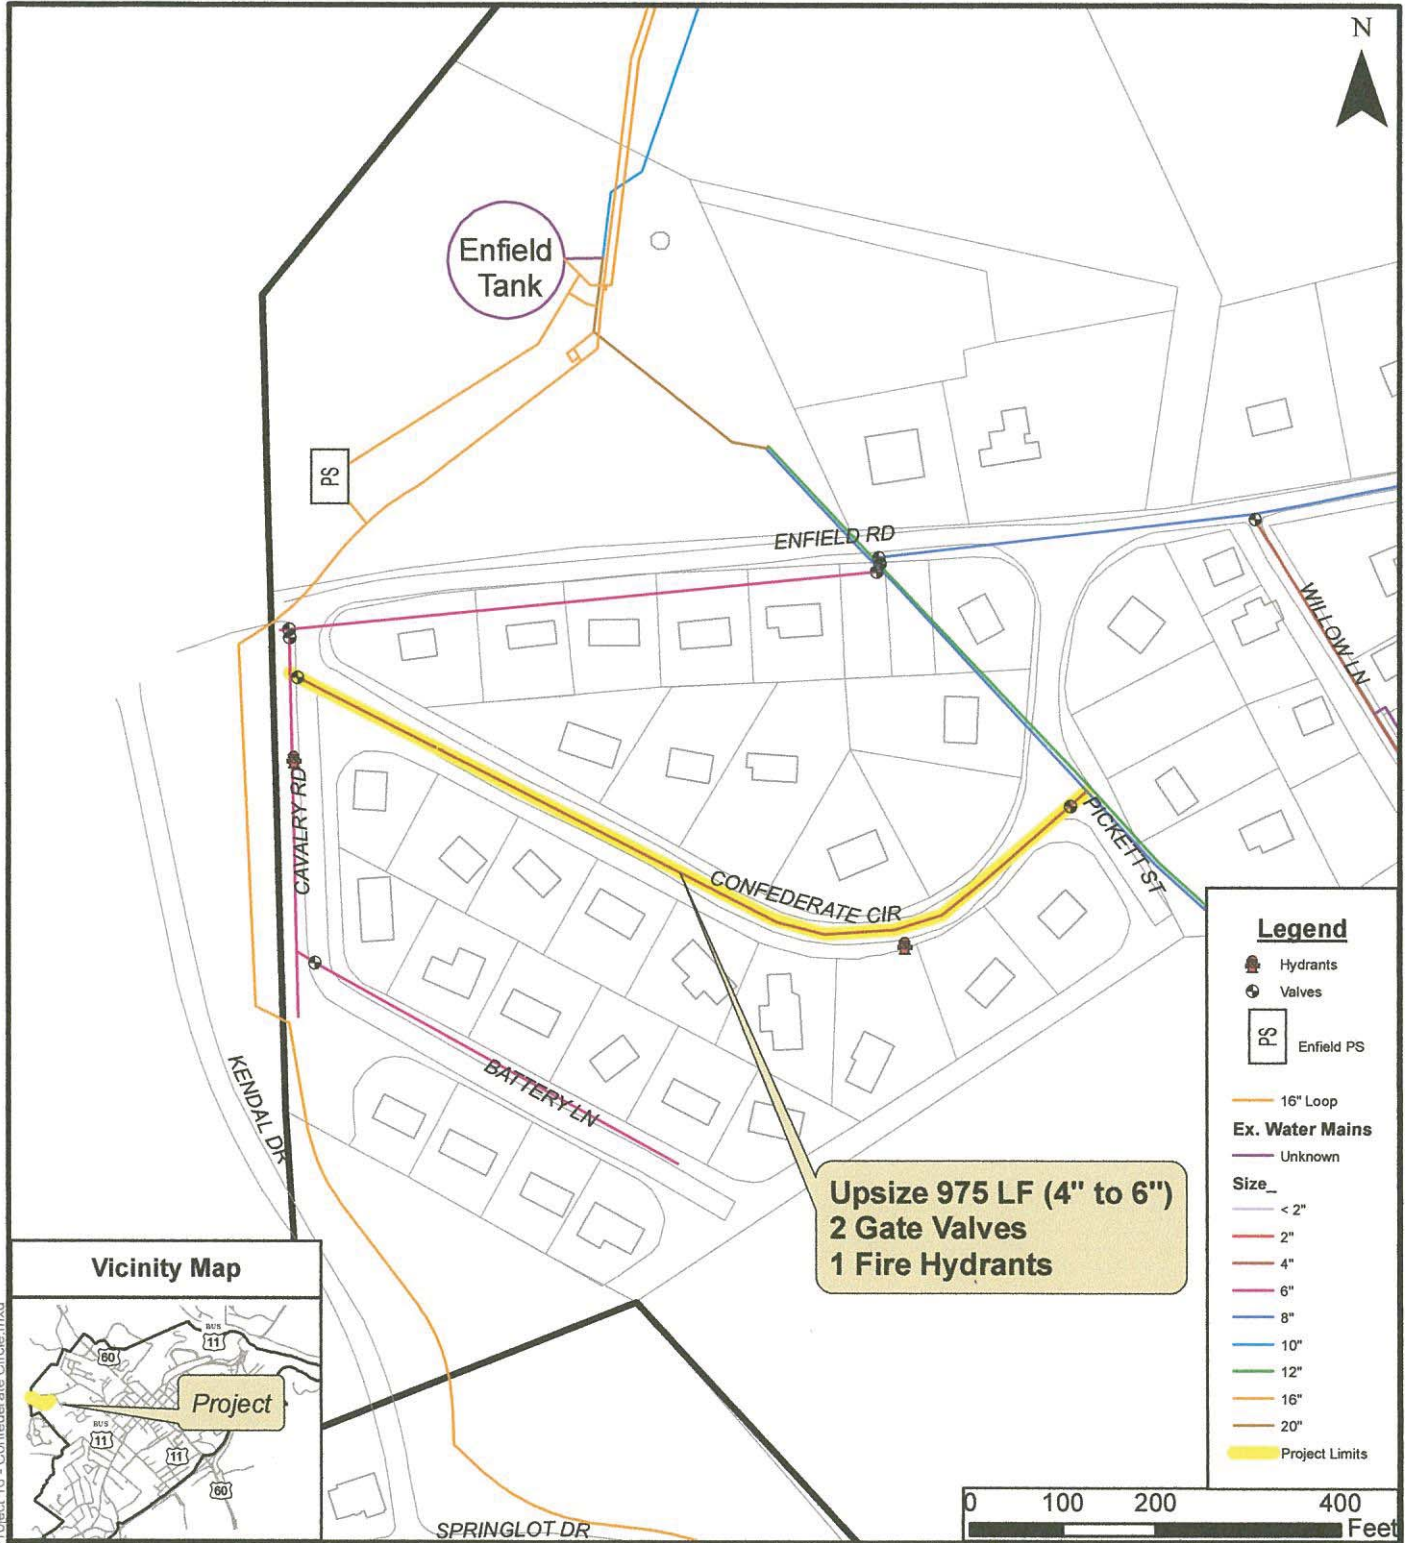 N
Enfield
Tank
PS
ENFIELD RD
WILLOW LN
CAVALRY RD
PICKETT ST
CONFEDERATE CIR
BATTERY LN
KENDAL DR
SPRINGLOT DR
Upsize 975 LF (4" to 6")
2 Gate Valves
1 Fire Hydrants
Legend
Hydrants
Valves
PS
Enfield PS
16" Loop
Ex. Water Mains
Unknown
Size_
< 2"
2"
4"
6"
8"
10"
12"
16"
20"
Project Limits
0 100 200 400
Feet
Vicinity Map
BUS
11
60
Project
BUS
11
11
60